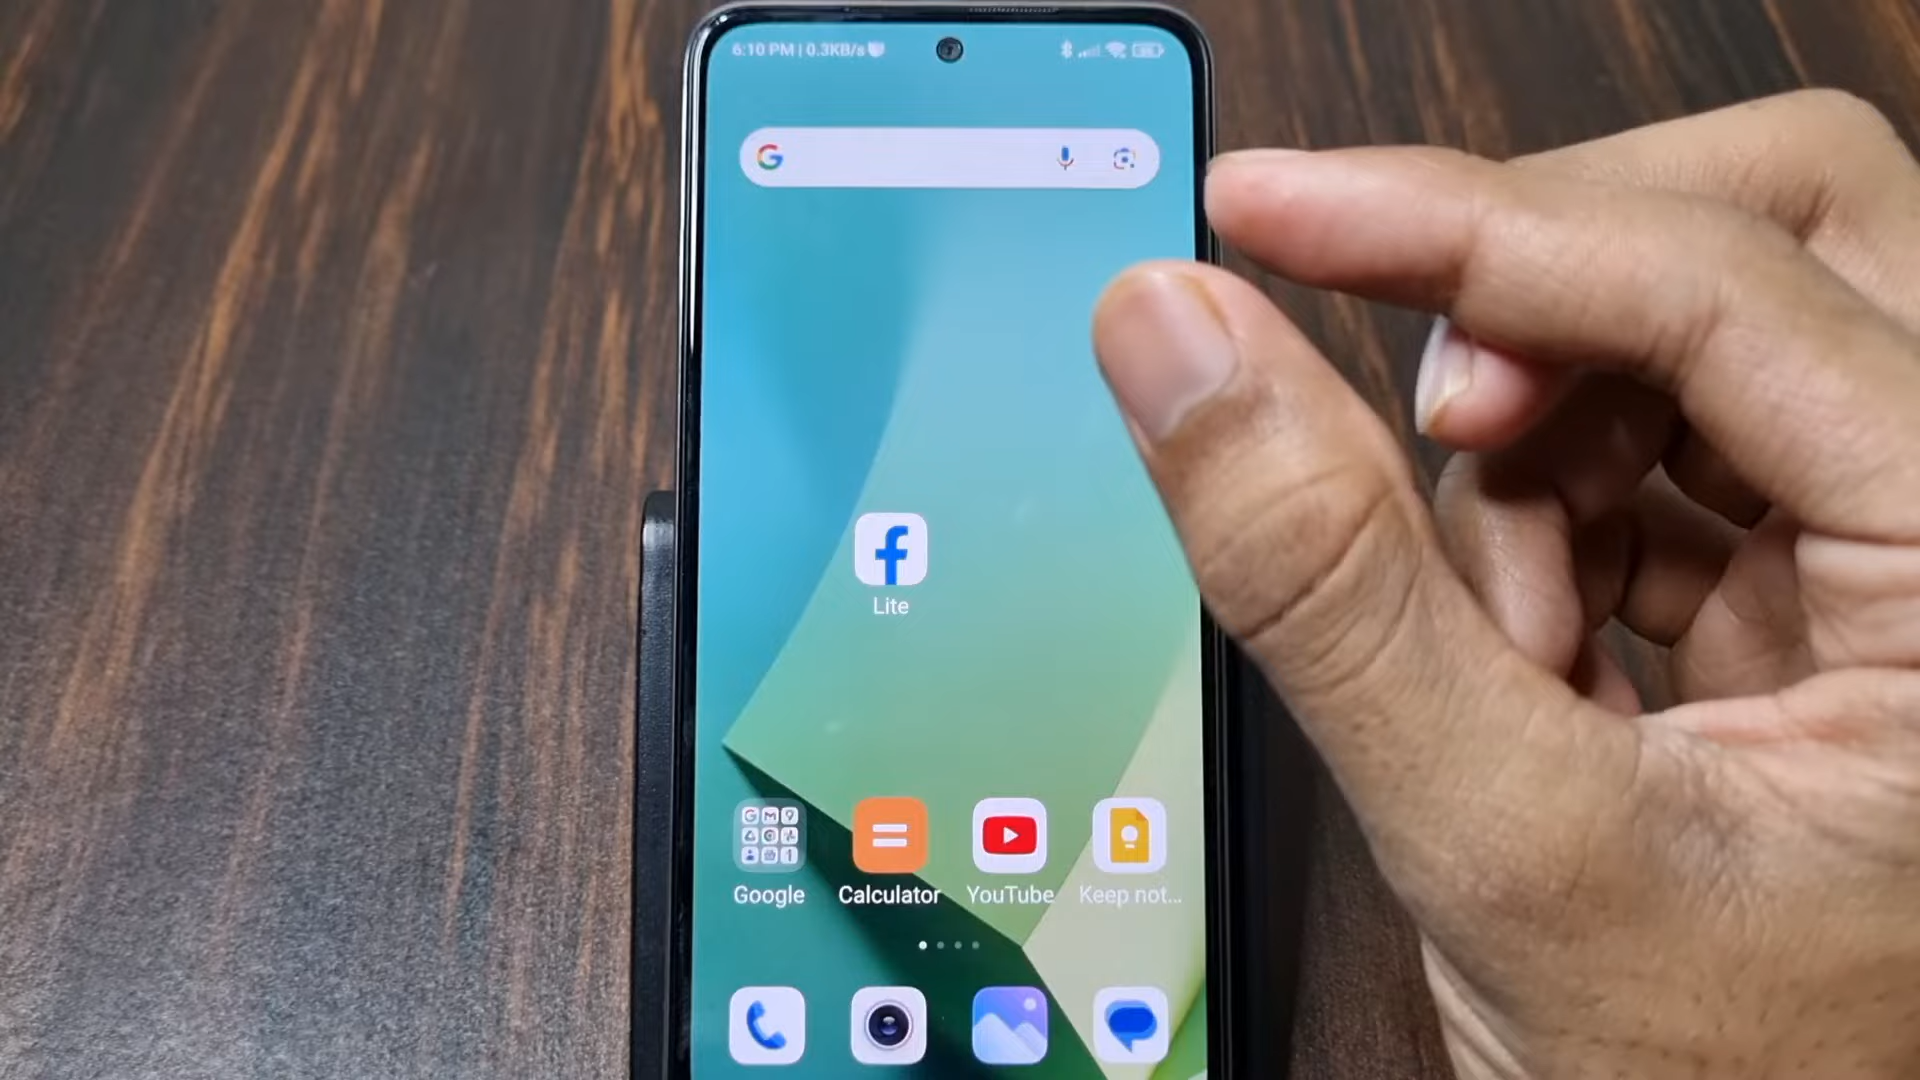 6:10 PM | 0.3KB/s
Lite
Google
Calculator
YouTube
Keep not...